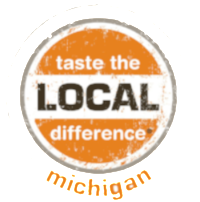 taste the
LOCAL
difference
michigan